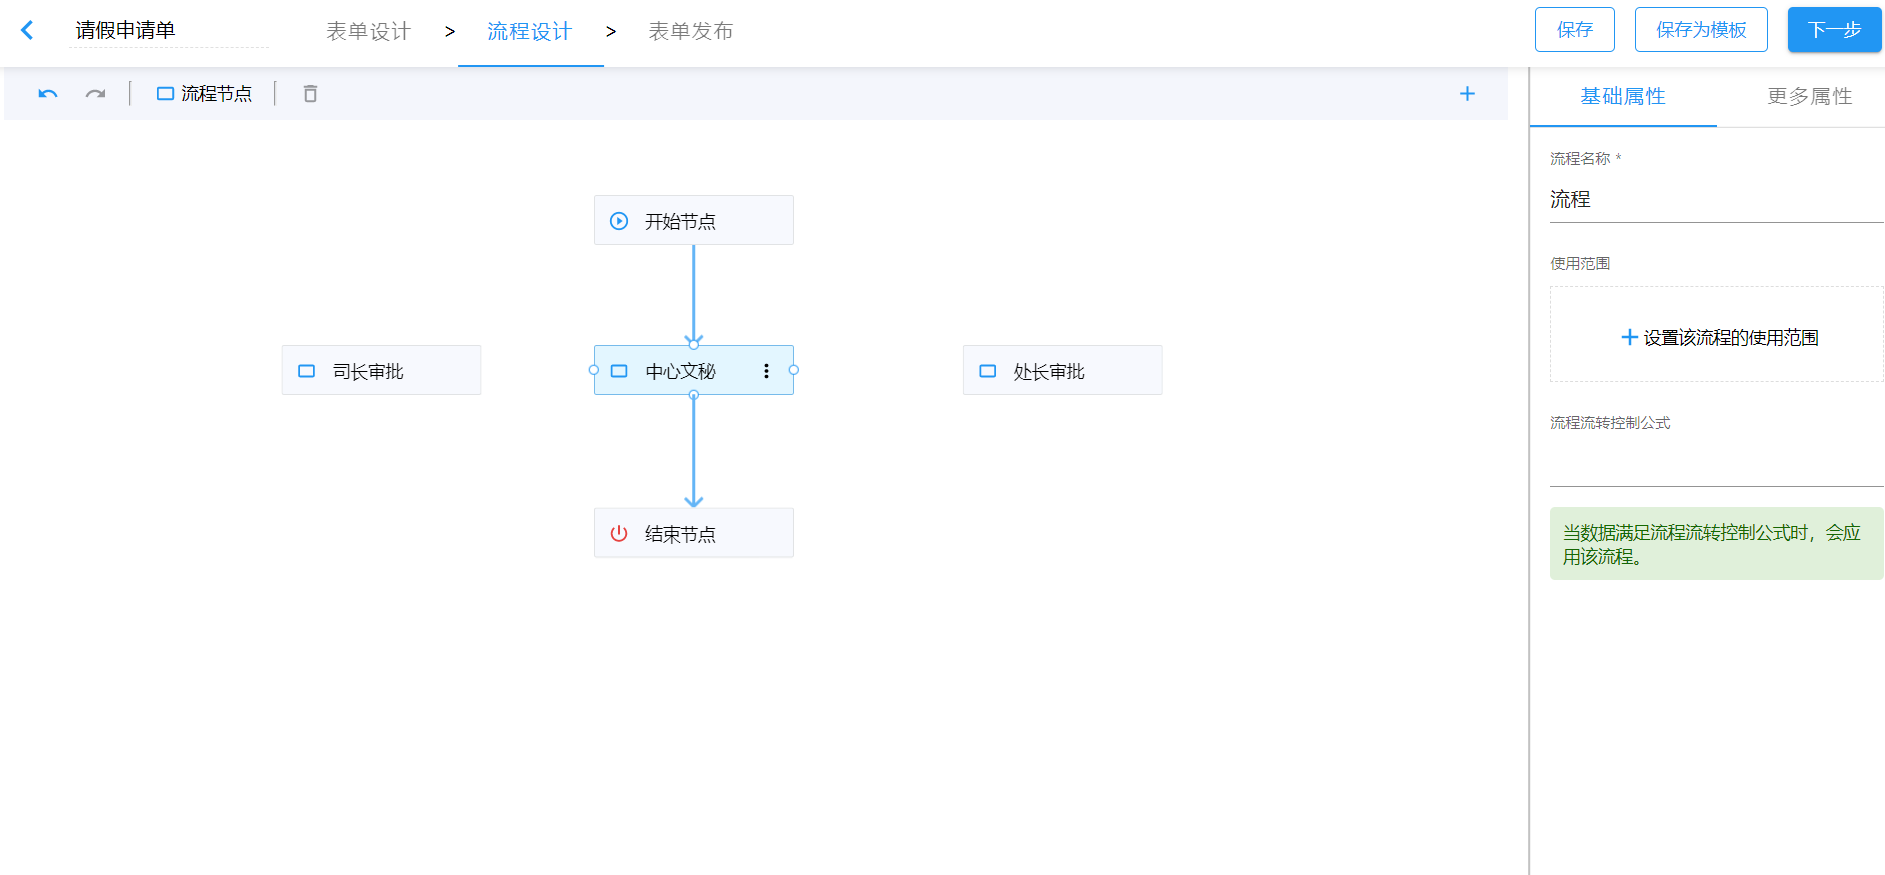 请假申请单
表单设计 > 流程设计 > 表单发布
保存
保存为模板
下一步
流程节点
基础属性
更多属性
开始节点
司长审批
中心文秘
处长审批
结束节点
流程名称 *
流程
使用范围
设置该流程的使用范围
流程流转控制公式
当数据满足流程流转控制公式时，会应
用该流程。